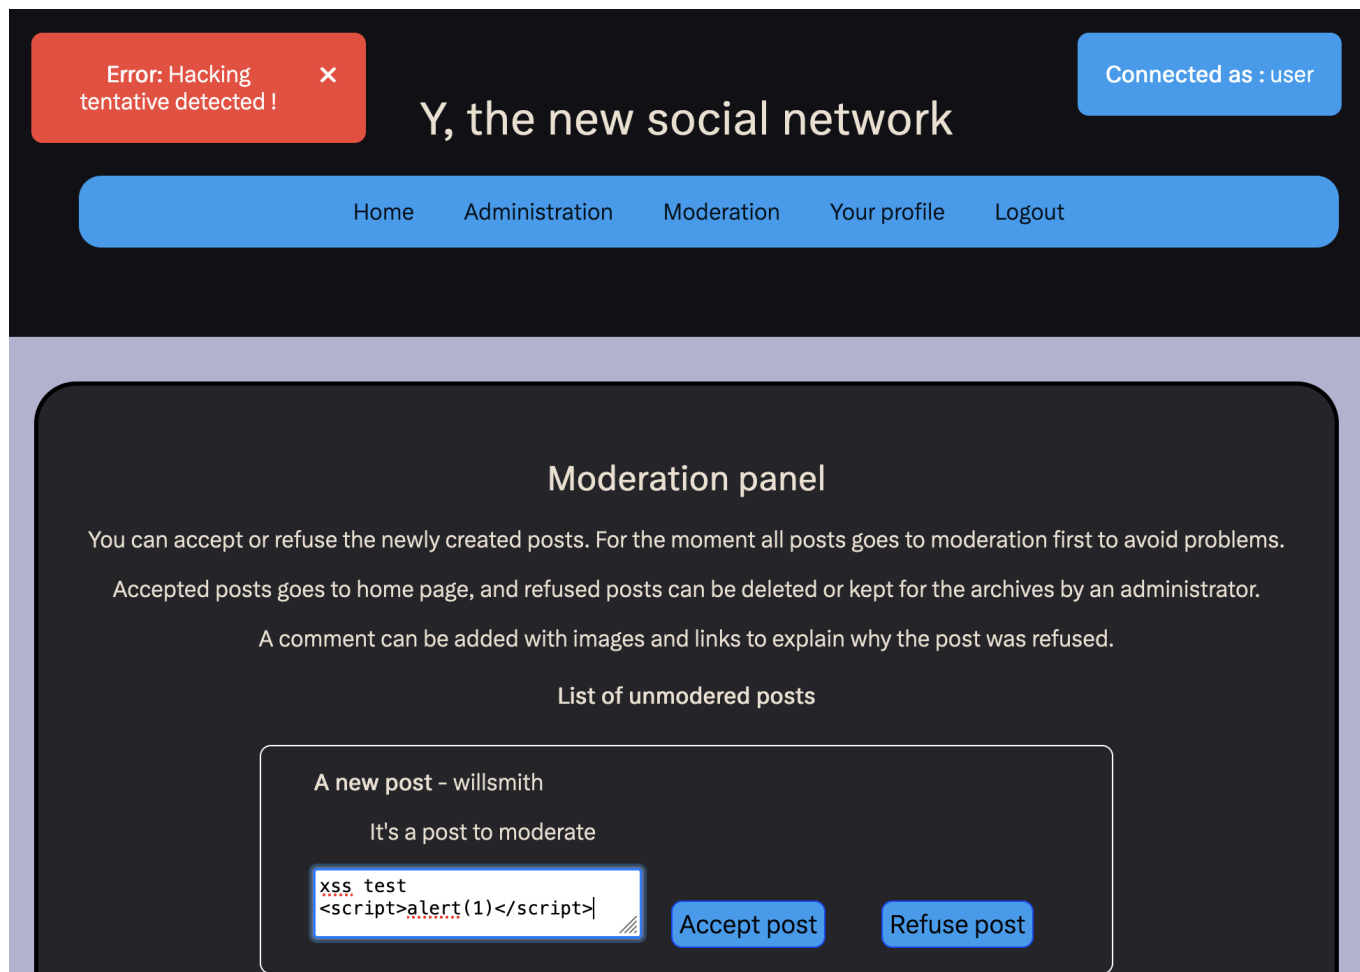 Error: Hacking
tentative detected !
×
Connected as : user
Y, the new social network
Home Administration Moderation Your profile Logout
Moderation panel
You can accept or refuse the newly created posts. For the moment all posts goes to moderation first to avoid problems.
Accepted posts goes to home page, and refused posts can be deleted or kept for the archives by an administrator.
A comment can be added with images and links to explain why the post was refused.
List of unmodered posts
A new post - willsmith
It's a post to moderate
xss test
<script>alert(1)</script>
Accept post Refuse post